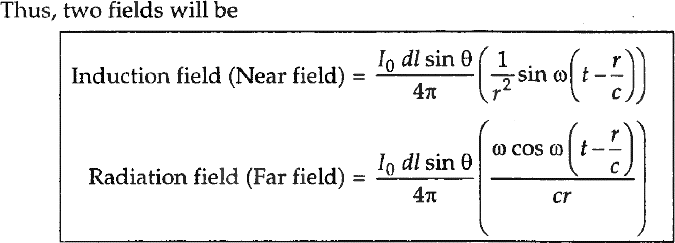 Thus, two fields will be
Induction field (Near field) = I₀ dl sin θ / 4π ( 1/r² sin ω ( t – r/c ) )
Radiation field (Far field) = I₀ dl sin θ / 4π ( ω cos ω ( t – r/c ) / cr )